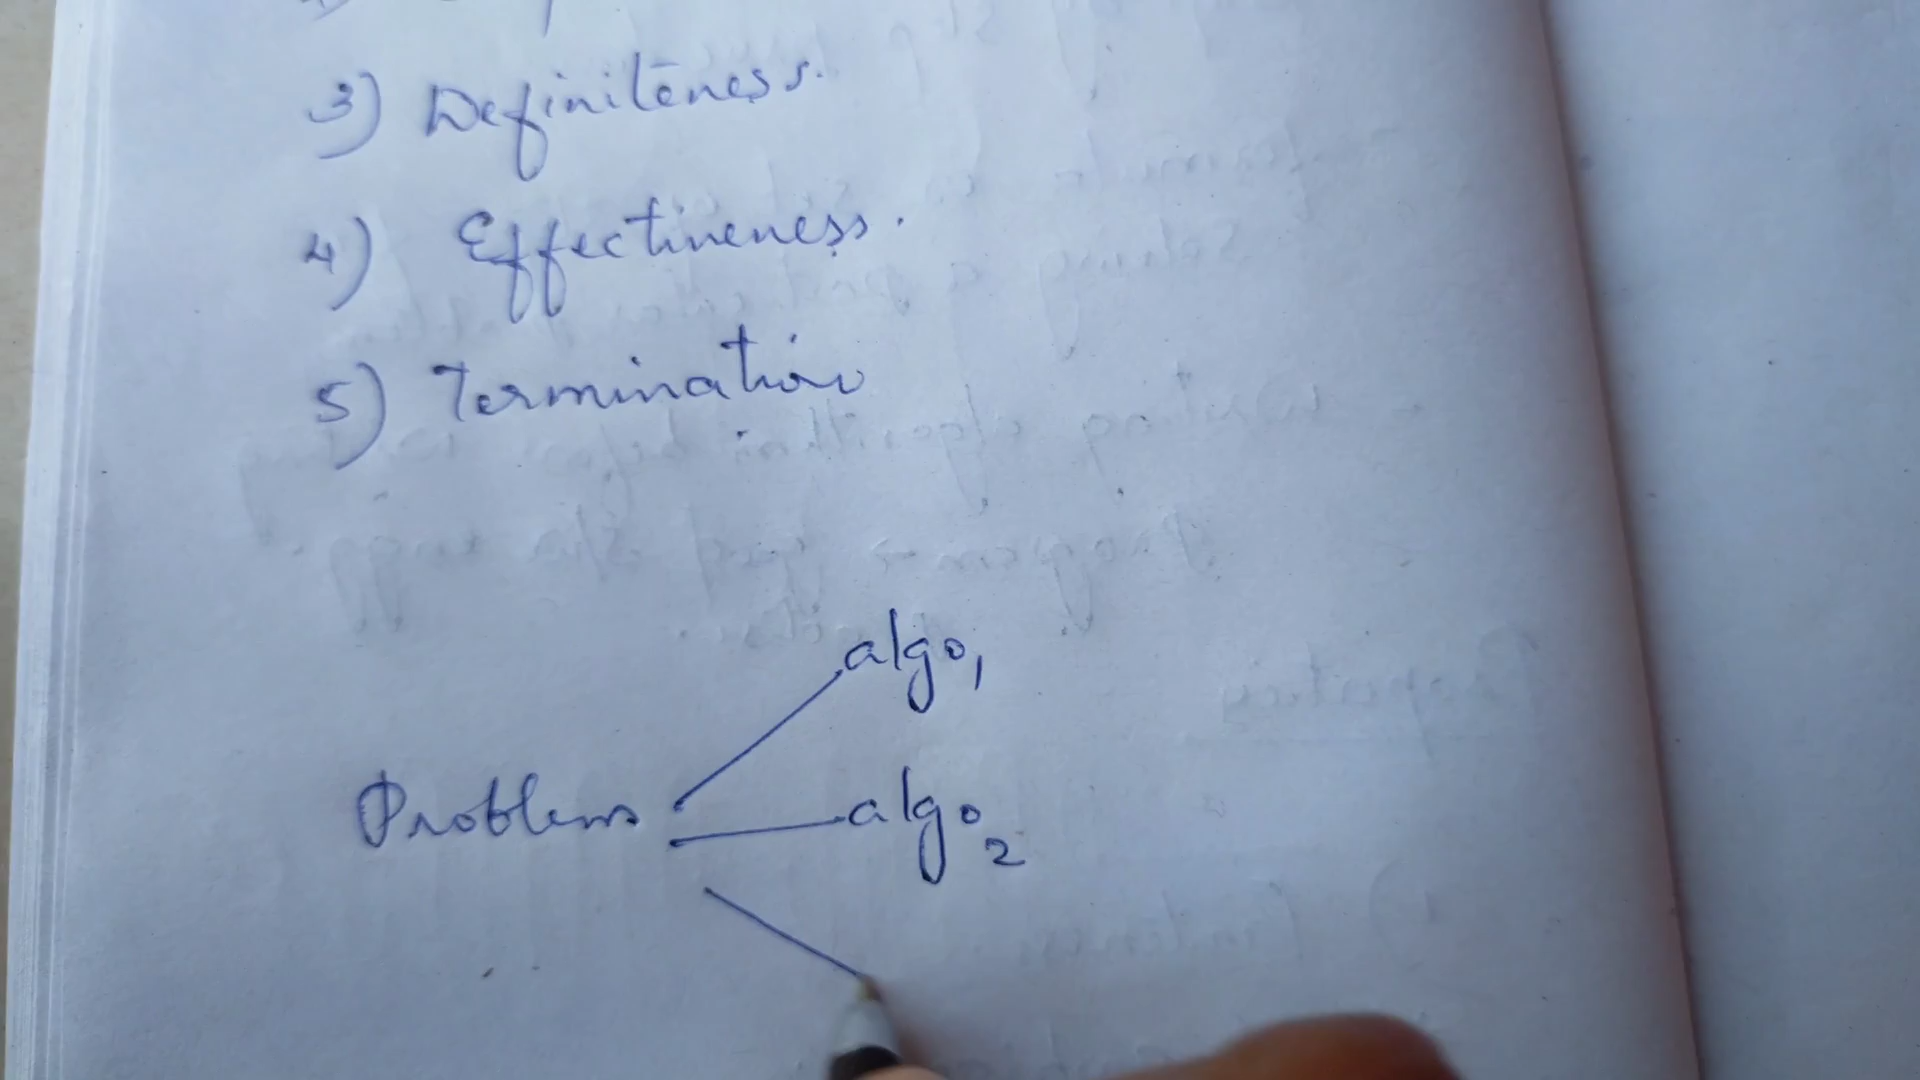 3) Definiteness.
4) Effectiveness.
5) Termination
algo1
Problem
algo2